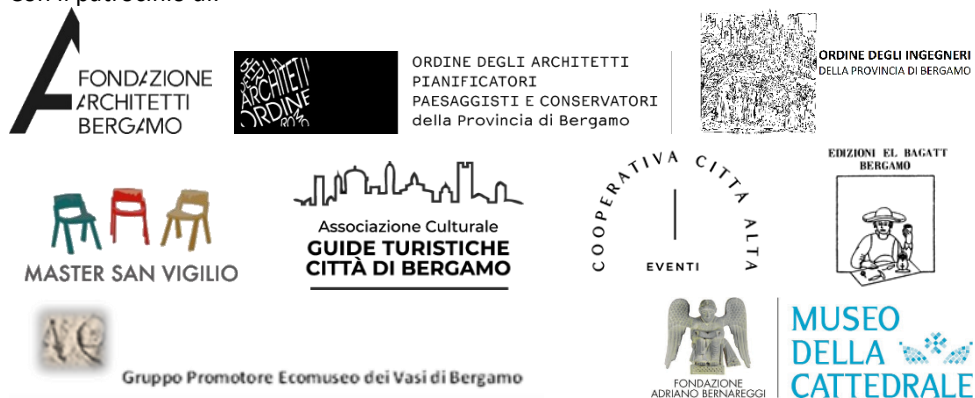 con il patrocinio di:
FONDAZIONE
ARCHITETTI
BERGAMO
ORDINE DEGLI ARCHITETTI
PIANIFICATORI
PAESAGGISTI E CONSERVATORI
della Provincia di Bergamo
ORDINE DEGLI INGEGNERI
DELLA PROVINCIA DI BERGAMO
MASTER SAN VIGILIO
Associazione Culturale
GUIDE TURISTICHE
CITTÀ DI BERGAMO
COOPERATIVA CITTÀ ALTA
EVENTI
EDIZIONI EL BAGATT
BERGAMO
Gruppo Promotore Ecomuseo dei Vasi di Bergamo
FONDAZIONE
ADRIANO BERNAREGGI
MUSEO
DELLA
CATTEDRALE